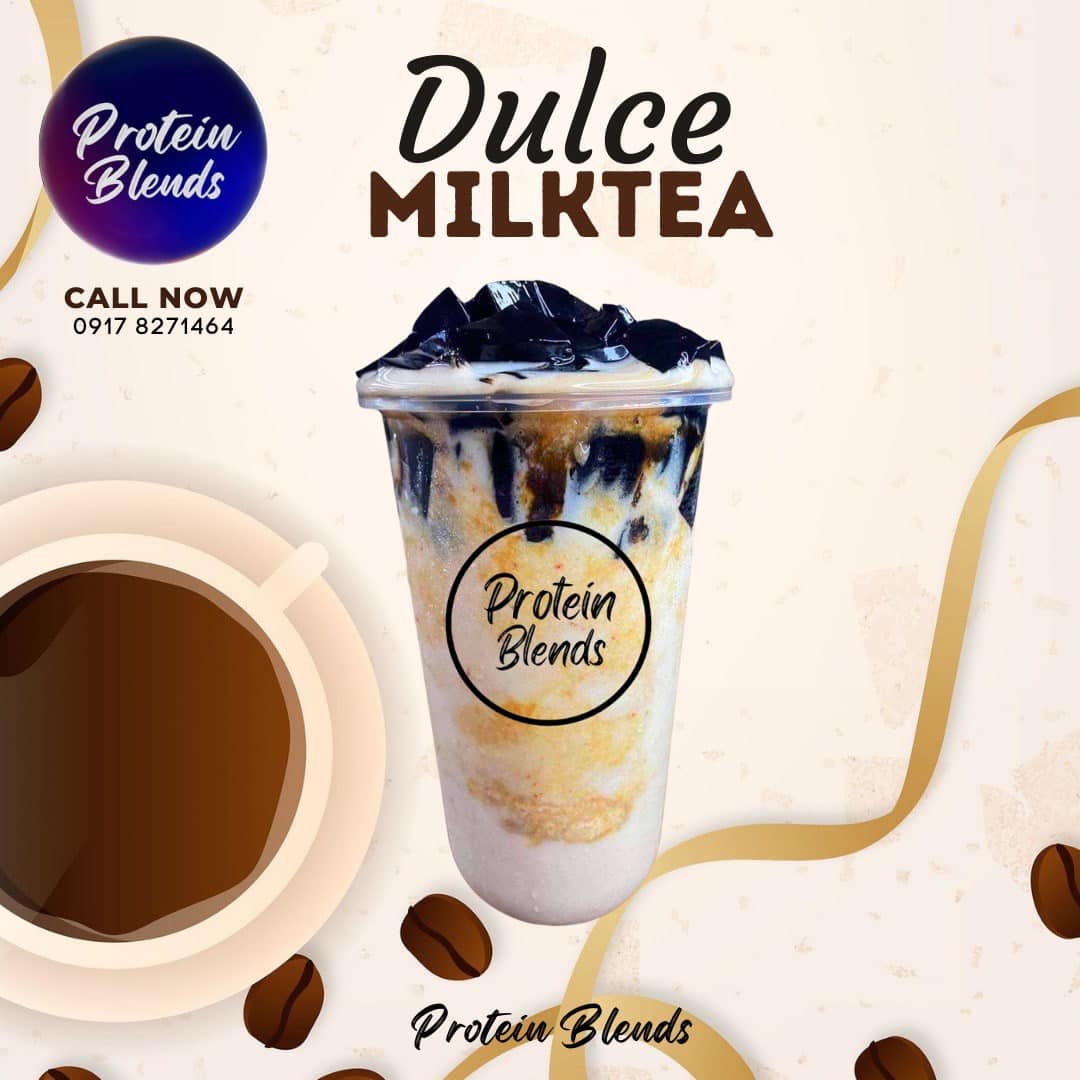 Protein
Blends
CALL NOW
0917 8271464
Dulce
MILKTEA
Protein
Blends
Protein Blends